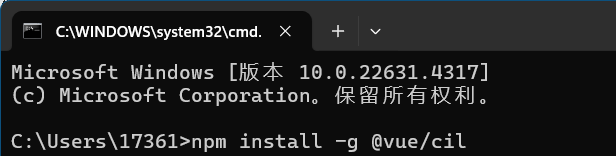 C:\WINDOWS\system32\cmd.
Microsoft Windows [版本 10.0.22631.4317]
(c) Microsoft Corporation。保留所有权利。
C:\Users\17361>npm install -g @vue/cil